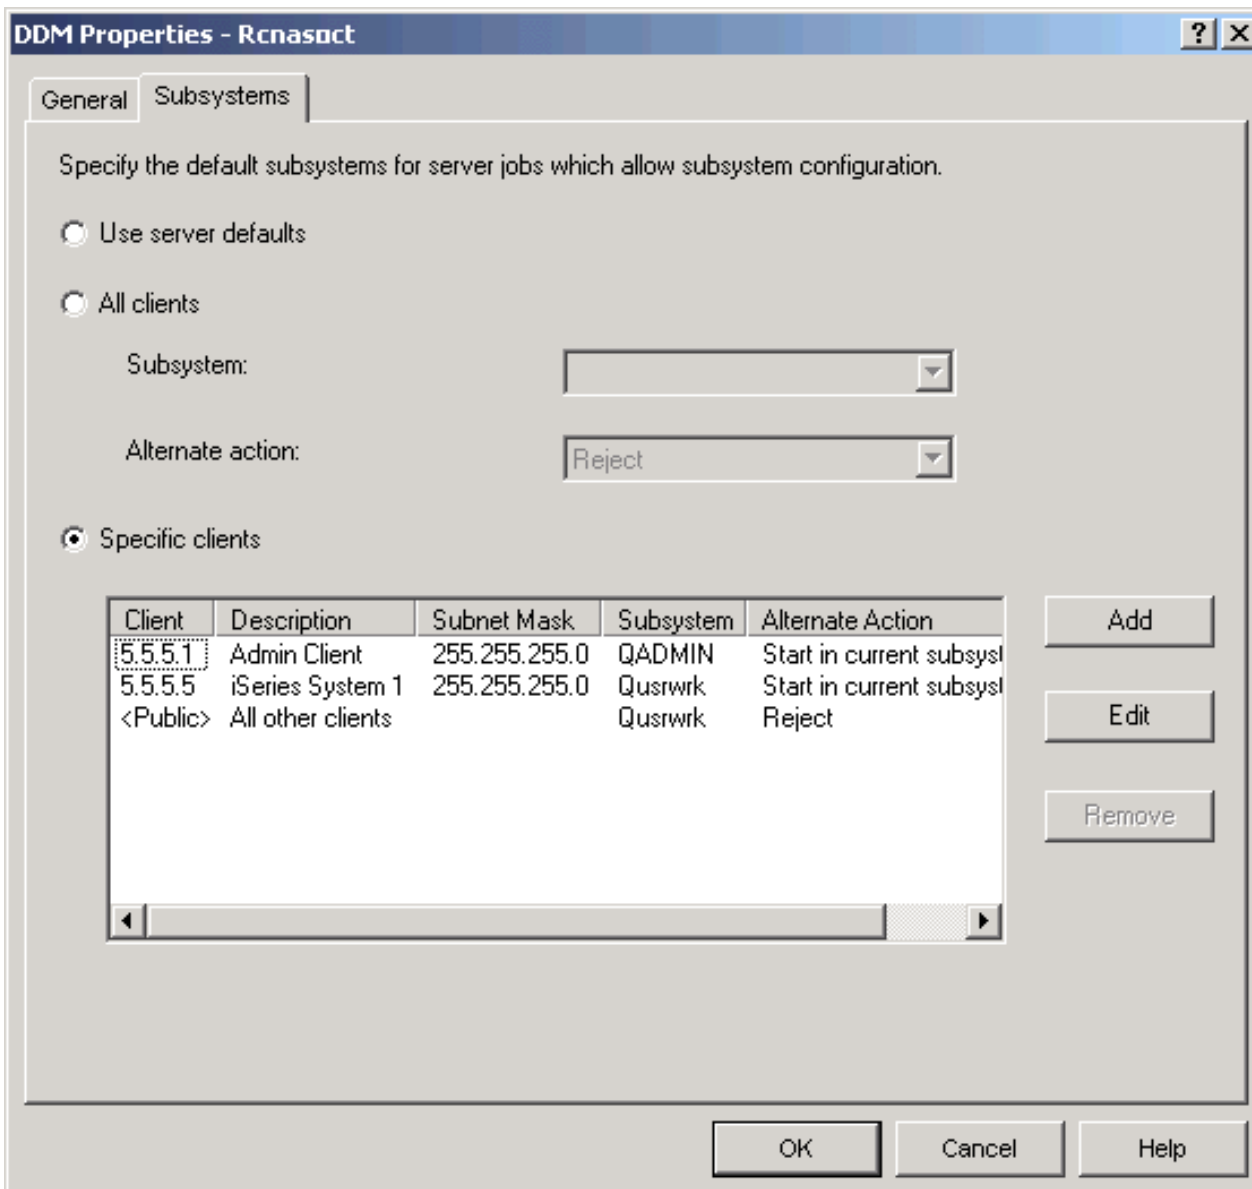 DDM Properties - Rcnasnct
General Subsystems
Specify the default subsystems for server jobs which allow subsystem configuration.
Use server defaults
All clients
Subsystem:
Alternate action: Reject
Specific clients
Client Description Subnet Mask Subsystem Alternate Action
5.5.5.1 Admin Client 255.255.255.0 QADMIN Start in current subsyst
5.5.5.5 iSeries System 1 255.255.255.0 Qusrwrk Start in current subsyst
<Public> All other clients Qusrwrk Reject
Add
Edit
Remove
OK Cancel Help